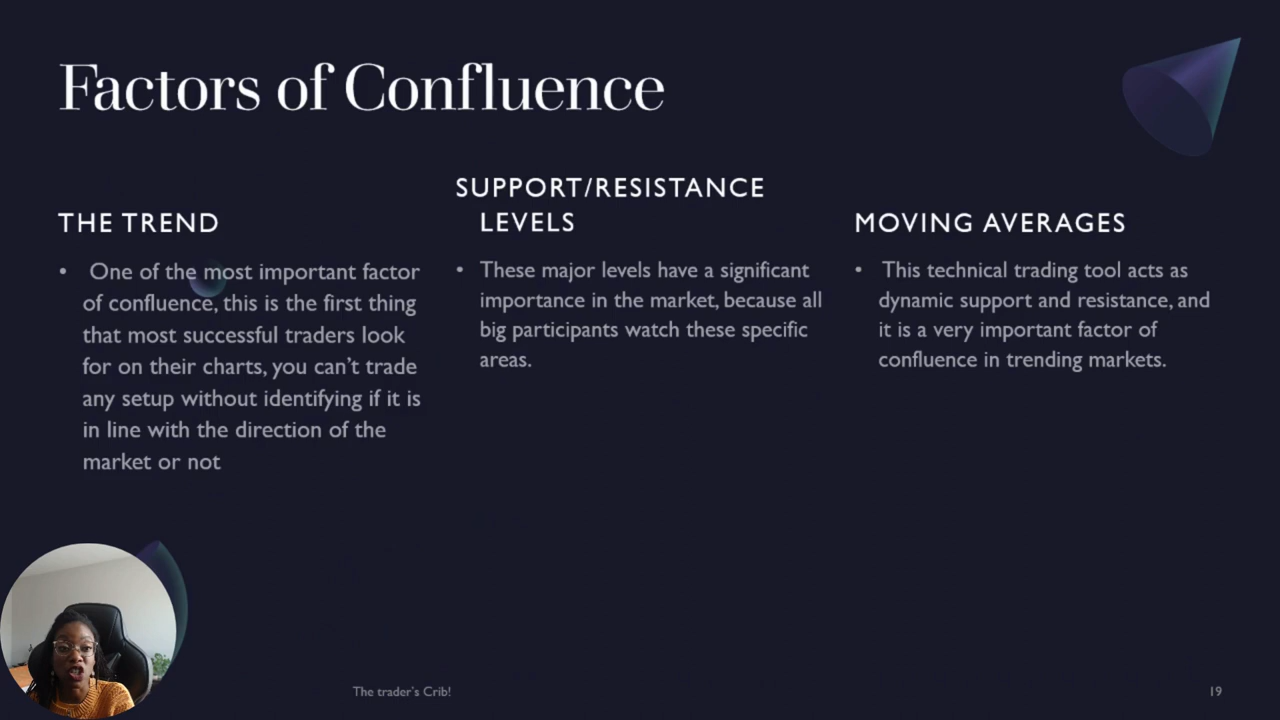 Factors of Confluence
THE TREND
• One of the most important factor
of confluence, this is the first thing
that most successful traders look
for on their charts, you can’t trade
any setup without identifying if it is
in line with the direction of the
market or not
SUPPORT/RESISTANCE
LEVELS
• These major levels have a significant
importance in the market, because all
big participants watch these specific
areas.
MOVING AVERAGES
• This technical trading tool acts as
dynamic support and resistance, and
it is a very important factor of
confluence in trending markets.
The trader’s Crib!
19